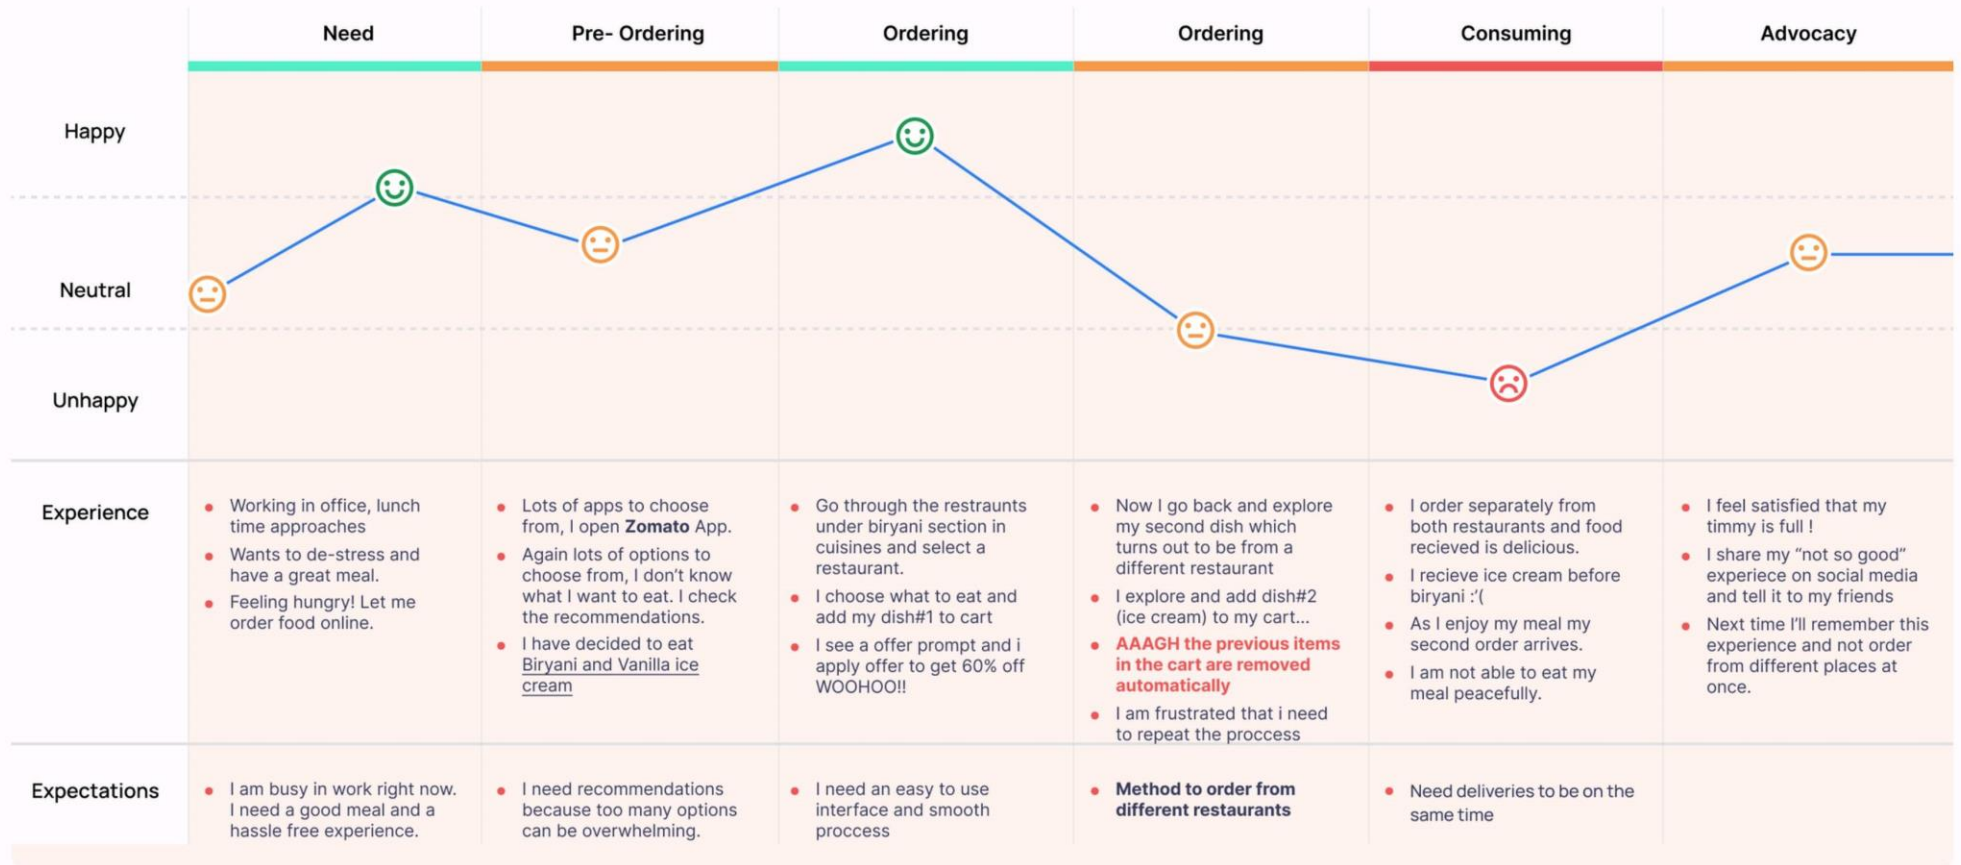 Need
Pre- Ordering
Ordering
Ordering
Consuming
Advocacy
Happy
Neutral
Unhappy
Experience
Working in office, lunch
time approaches
Wants to de-stress and
have a great meal.
Feeling hungry! Let me
order food online.
Lots of apps to choose
from, I open Zomato App.
Again lots of options to
choose from, I don't know
what I want to eat. I check
the recommendations.
I have decided to eat
Biryani and Vanilla ice
cream
Go through the restraunts
under biryani section in
cuisines and select a
restaurant.
I choose what to eat and
add my dish#1 to cart
I see a offer prompt and i
apply offer to get 60% off
WOOHOO!!
Now I go back and explore
my second dish which
turns out to be from a
different restaurant
I explore and add dish#2
(ice cream) to my cart...
AAAGH the previous items
in the cart are removed
automatically
I am frustrated that i need
to repeat the proccess
I order separately from
both restaurants and food
recieved is delicious.
I recieve ice cream before
biryani :'(
As I enjoy my meal my
second order arrives.
I am not able to eat my
meal peacefully.
I feel satisfied that my
timmy is full !
I share my “not so good”
experiece on social media
and tell it to my friends
Next time I'll remember this
experience and not order
from different places at
once.
Expectations
I am busy in work right now.
I need a good meal and a
hassle free experience.
I need recommendations
because too many options
can be overwhelming.
I need an easy to use
interface and smooth
proccess
Method to order from
different restaurants
Need deliveries to be on the
same time